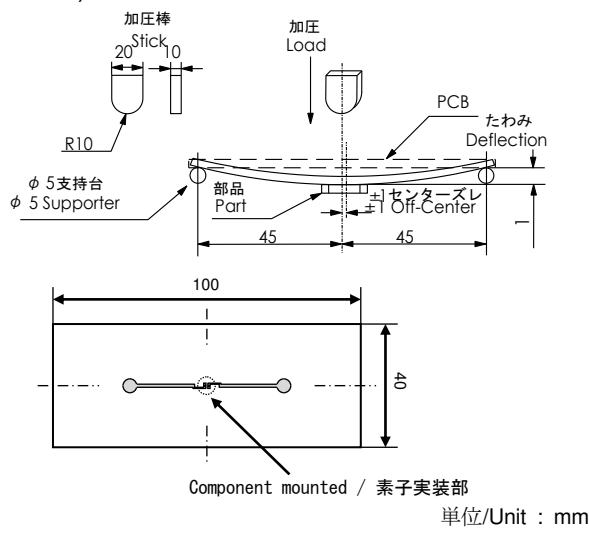 加圧棒
Stick
20
10
R10
加圧
Load
PCB
たわみ
Deflection
φ 5支持台
φ 5 Supporter
部品
Part
±1センターズレ
±1 Off-Center
45
45
1
100
40
Component mounted / 素子実装部
単位/Unit : mm